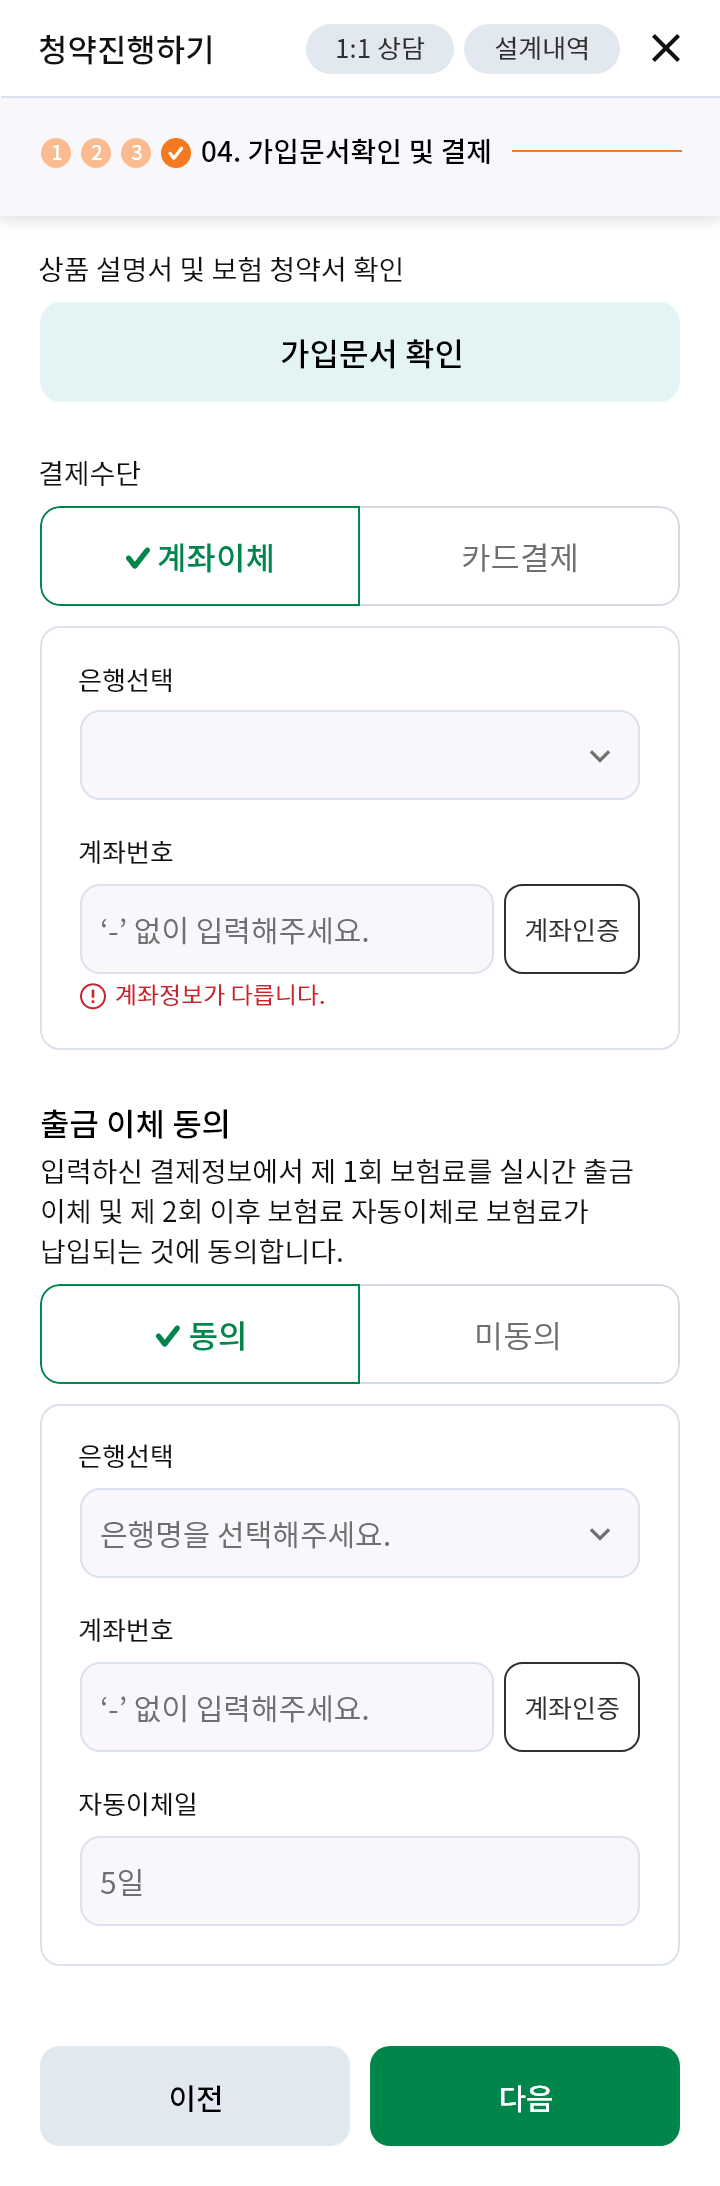 청약진행하기
1:1 상담
설계내역
1 2 3 04. 가입문서확인 및 결제
상품 설명서 및 보험 청약서 확인
가입문서 확인
결제수단
계좌이체
카드결제
은행선택
계좌번호
‘-’ 없이 입력해주세요.
계좌인증
계좌정보가 다릅니다.
출금 이체 동의
입력하신 결제정보에서 제 1회 보험료를 실시간 출금
이체 및 제 2회 이후 보험료 자동이체로 보험료가
납입되는 것에 동의합니다.
동의
미동의
은행선택
은행명을 선택해주세요.
계좌번호
‘-’ 없이 입력해주세요.
계좌인증
자동이체일
5일
이전
다음